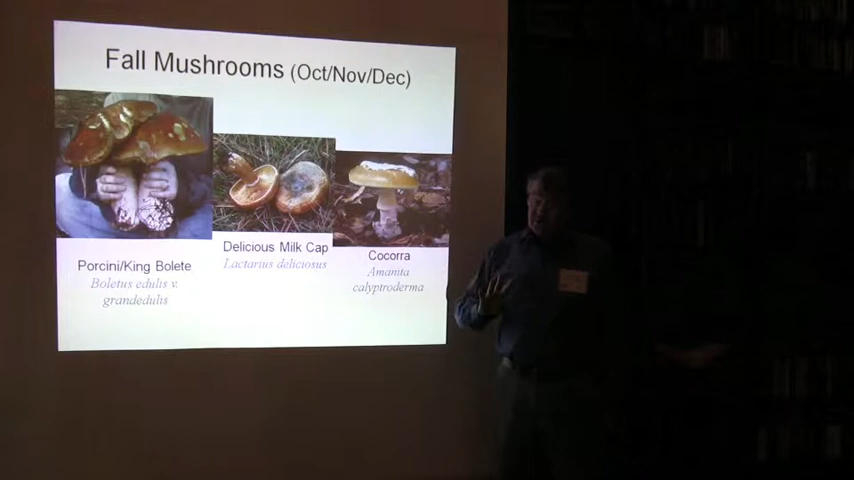 Fall Mushrooms (Oct/Nov/Dec)
Porcini/King Bolete
Boletus edulis v.
grandedulis
Delicious Milk Cap
Lactarius deliciosus
Cocorra
Amanita
calyptroderma